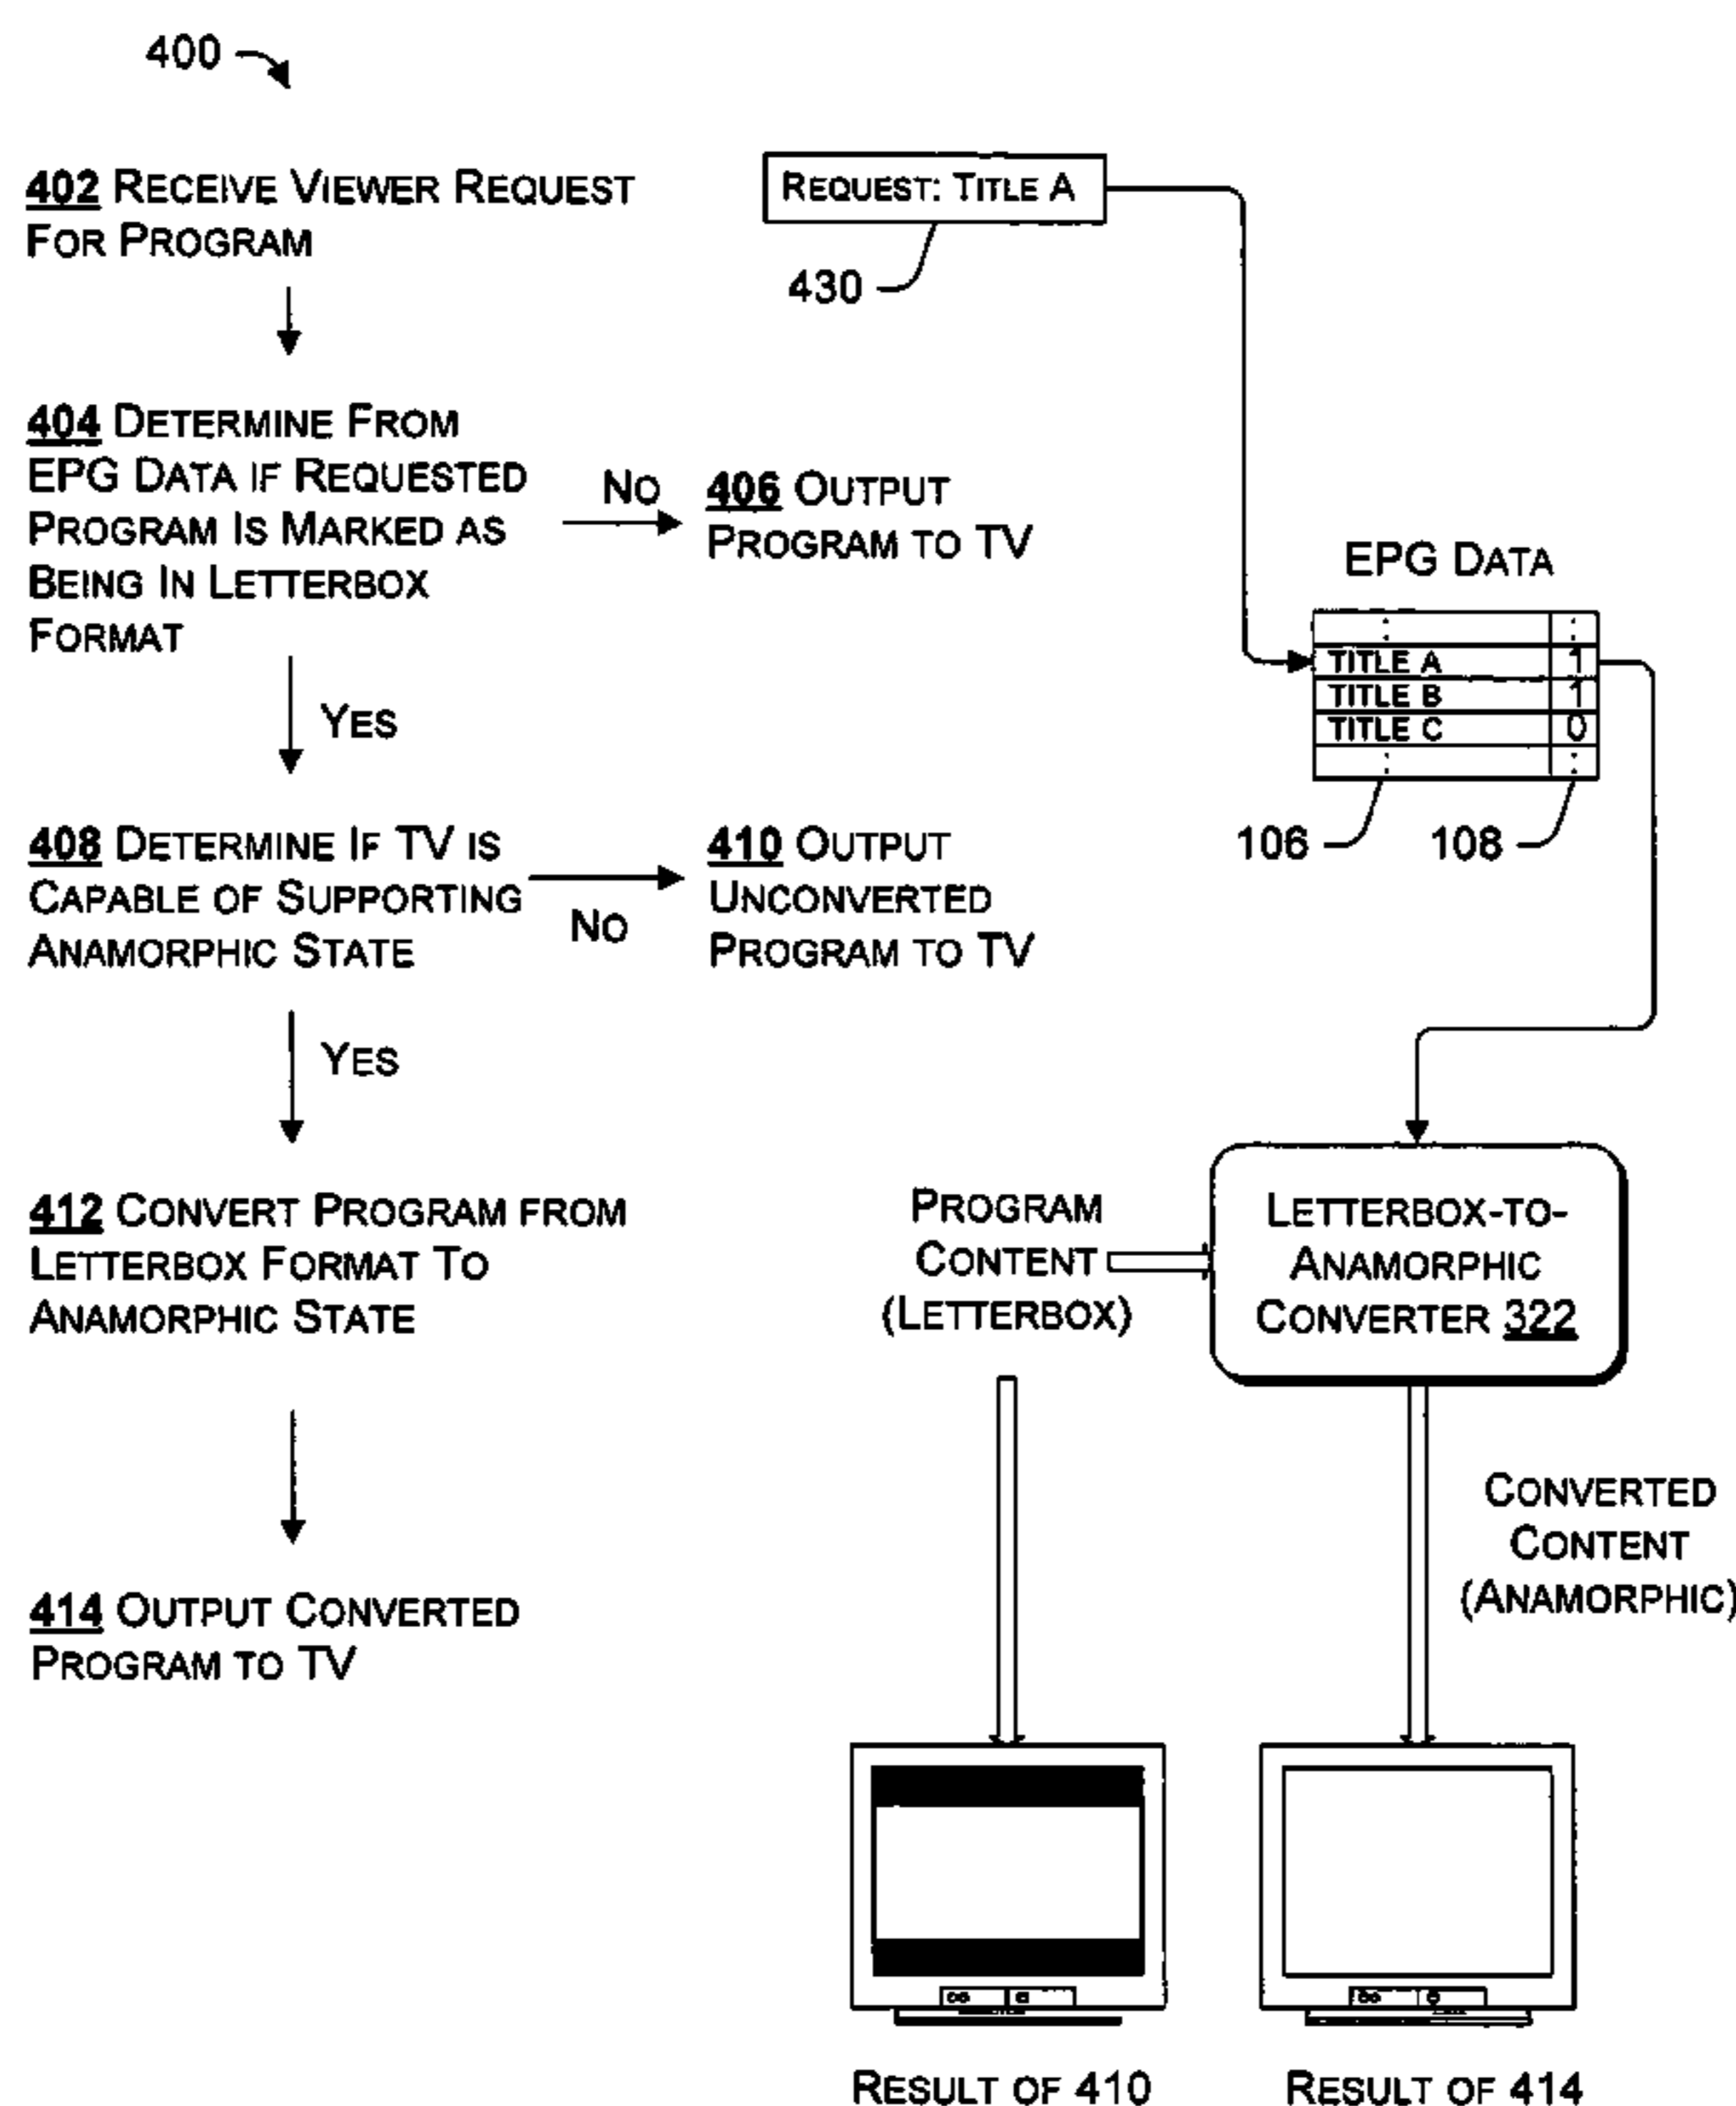 400
402 RECEIVE VIEWER REQUEST
FOR PROGRAM
REQUEST: TITLE A
430
404 DETERMINE FROM
EPG DATA IF REQUESTED
PROGRAM IS MARKED AS
BEING IN LETTERBOX
FORMAT
NO
406 OUTPUT
PROGRAM TO TV
YES
EPG DATA
TITLE A 1
TITLE B 1
TITLE C 0
106
108
408 DETERMINE IF TV IS
CAPABLE OF SUPPORTING
ANAMORPHIC STATE
NO
410 OUTPUT
UNCONVERTED
PROGRAM TO TV
YES
412 CONVERT PROGRAM FROM
LETTERBOX FORMAT TO
ANAMORPHIC STATE
PROGRAM
CONTENT
(LETTERBOX)
LETTERBOX-TO-
ANAMORPHIC
CONVERTER 322
CONVERTED
CONTENT
(ANAMORPHIC)
414 OUTPUT CONVERTED
PROGRAM TO TV
RESULT OF 410
RESULT OF 414